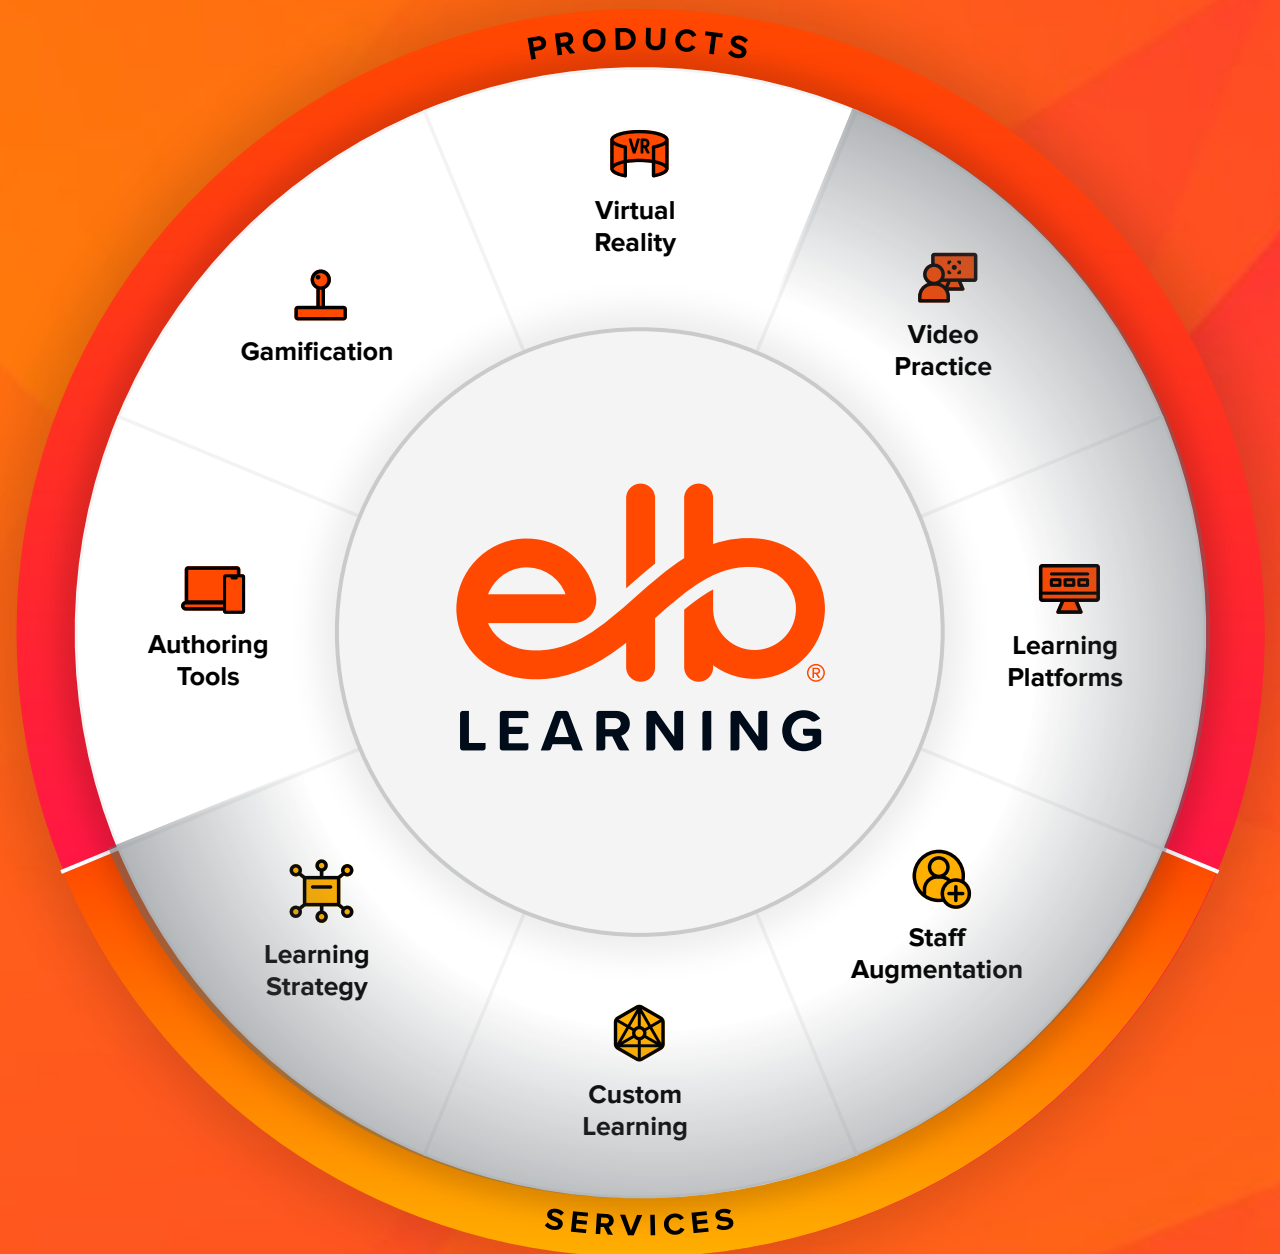 PRODUCTS
VR
Virtual
Reality
Gamification
Video
Practice
Authoring
Tools
elb
®
LEARNING
Learning
Platforms
Learning
Strategy
Staff
Augmentation
Custom
Learning
SERVICES